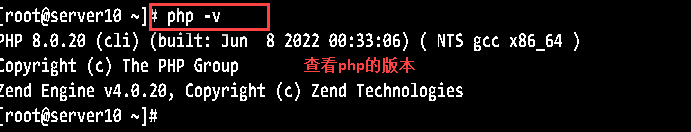 [root@server10 ~]# php -v
PHP 8.0.20 (cli) (built: Jun  8 2022 00:33:06) ( NTS gcc x86_64 )
Copyright (c) The PHP Group 查看php的版本
Zend Engine v4.0.20, Copyright (c) Zend Technologies
[root@server10 ~]#